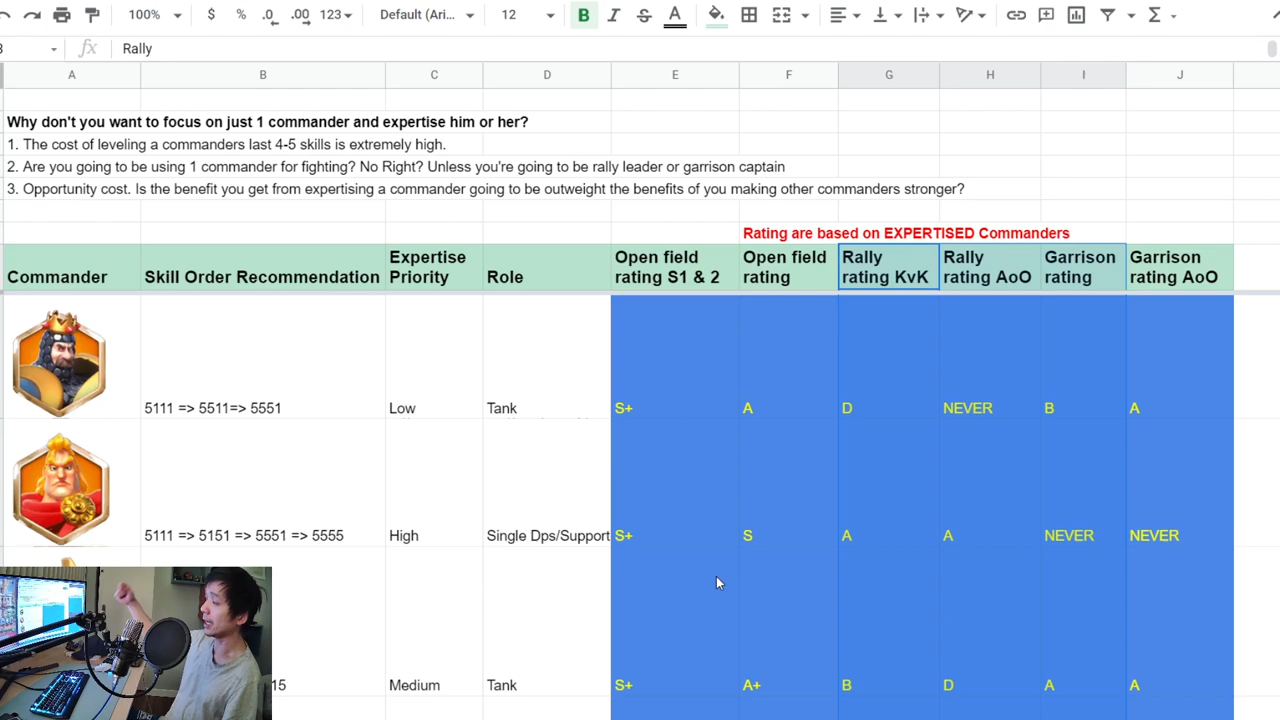 100% $ % .0 .00 123 Default (Ari... 12 B I S A
fx Rally
A B C D E F G H I J
Why don't you want to focus on just 1 commander and expertise him or her?
1. The cost of leveling a commanders last 4-5 skills is extremely high.
2. Are you going to be using 1 commander for fighting? No Right? Unless you're going to be rally leader or garrison captain
3. Opportunity cost. Is the benefit you get from expertising a commander going to be outweight the benefits of you making other commanders stronger?
Rating are based on EXPERTISED Commanders
Expertise Open field Open field Rally Rally Garrison Garrison
Commander Skill Order Recommendation Priority Role rating S1 & 2 rating rating KvK rating AoO rating rating AoO
5111 => 5511=> 5551 Low Tank S+ A D NEVER B A
5111 => 5151 => 5551 => 5555 High Single Dps/Support S+ S A A NEVER NEVER
15 Medium Tank S+ A+ B D A A